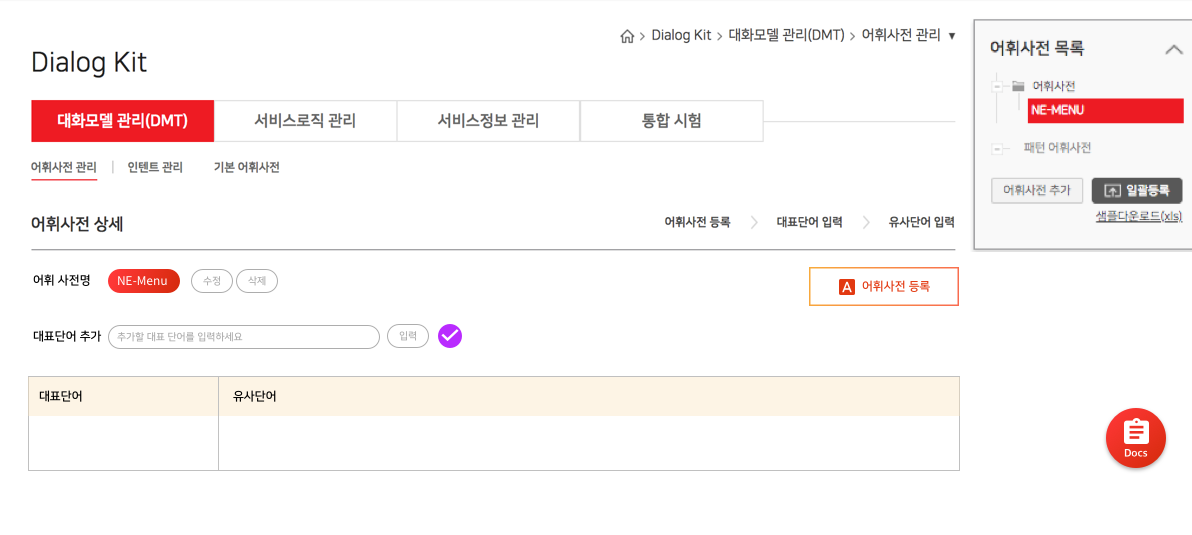 Dialog Kit > 대화모델 관리(DMT) > 어휘사전 관리 ▼
Dialog Kit
대화모델 관리(DMT)
서비스로직 관리
서비스정보 관리
통합 시험
어휘사전 관리 | 인텐트 관리 기본 어휘사전
어휘사전 상세
어휘사전 등록 > 대표단어 입력 > 유사단어 입력
어휘 사전명 NE-Menu 수정 삭제
A 어휘사전 등록
대표단어 추가 추가할 대표 단어를 입력하세요 입력
대표단어 유사단어
어휘사전 목록
어휘사전
NE-MENU
패턴 어휘사전
어휘사전 추가 일괄등록
샘플다운로드(xls)
Docs